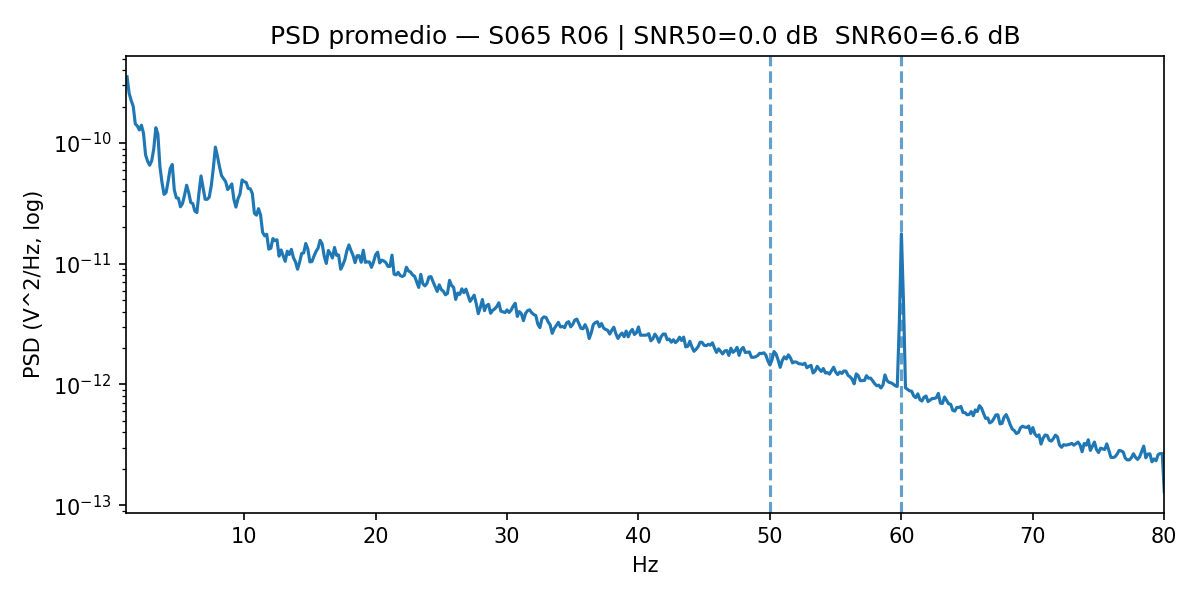 PSD promedio — S065 R06 | SNR50=0.0 dB  SNR60=6.6 dB
PSD (V^2/Hz, log)
10⁻¹⁰
10⁻¹¹
10⁻¹²
10⁻¹³
10 20 30 40 50 60 70 80
Hz